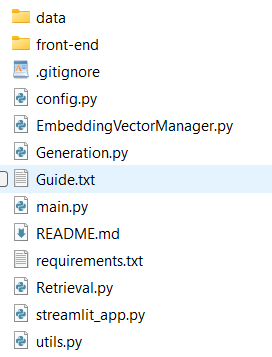 data
front-end
.gitignore
config.py
EmbeddingVectorManager.py
Generation.py
Guide.txt
main.py
README.md
requirements.txt
Retrieval.py
streamlit_app.py
utils.py